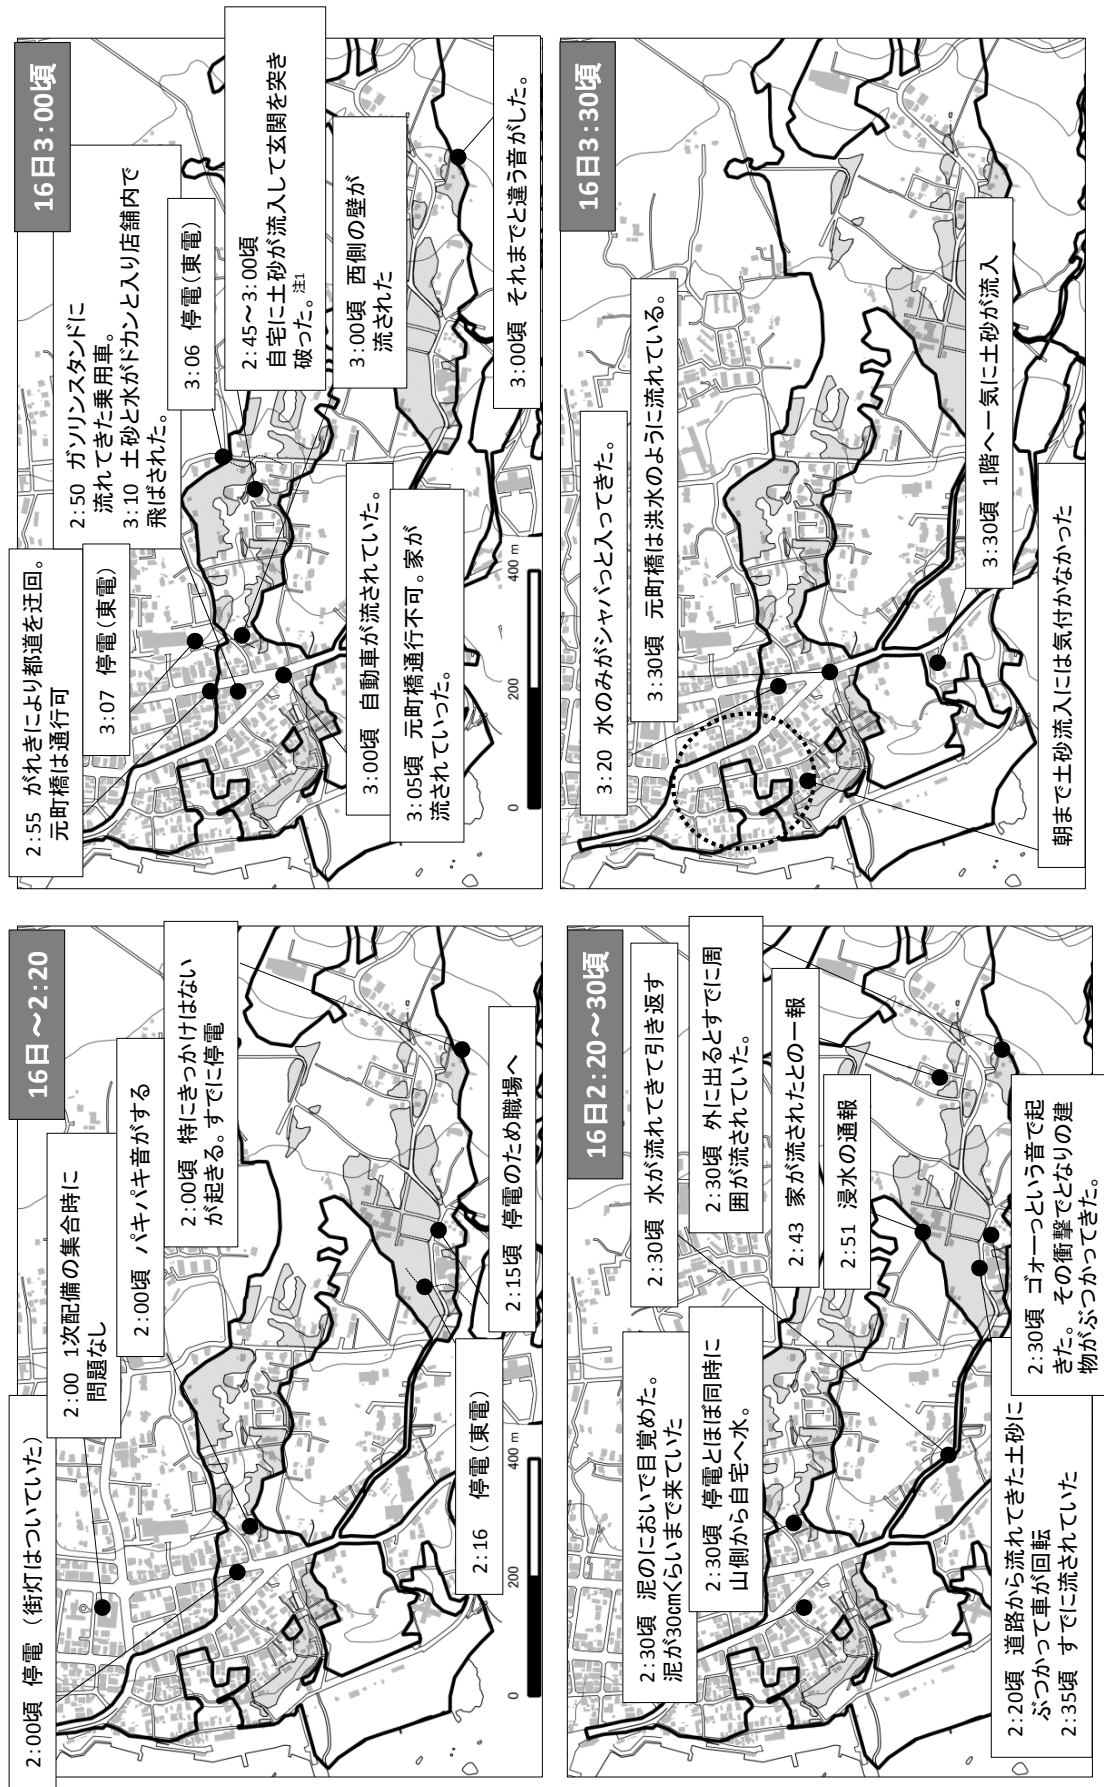 16日～2:20
2:00頃 停電 （街灯はついていた）
2:00 1次配備の集合時に
問題なし
2:00頃 パキパキ音がする
2:00頃 特にきっかけはない
が起きる。すでに停電
2:15頃 停電のため職場へ
2:16 停電（東電）
0 200 400 m
16日2:20～30頃
2:30頃 泥のにおいで目覚めた。
泥が30cmくらいまで来ていた
2:30頃 停電とほぼ同時に
山側から自宅へ水。
2:30頃 水が流れてきて引き返す
2:30頃 外に出るとすでに周
囲が流されていた。
2:43 家が流されたとの一報
2:51 浸水の通報
2:20頃 道路から流れてきた土砂に
ぶつかって車が回転
2:35頃 すでに流されていた
2:30頃 ゴォーっという音で起
きた。その衝撃でとなりの建
物がぶつかってきた。
16日3:00頃
2:55 がれきにより都道を迂回。
元町橋は通行可
3:07 停電（東電）
2:50 ガソリンスタンドに
流れてきた乗用車。
3:10 土砂と水がドカンと入り店舗内で
飛ばされた。
3:06 停電（東電）
2:45～3:00頃
自宅に土砂が流入して玄関を突き
破った。注1
3:00頃 西側の壁が
流された
3:00頃 自動車が流されていた。
3:05頃 元町橋通行不可。家が
流されていった。
3:00頃 それまでと違う音がした。
0 200 400 m
16日3:30頃
3:20 水のみがシャバっと入ってきた。
3:30頃 元町橋は洪水のように流れている。
3:30頃 1階へ一気に土砂が流入
朝まで土砂流入には気付かなかった